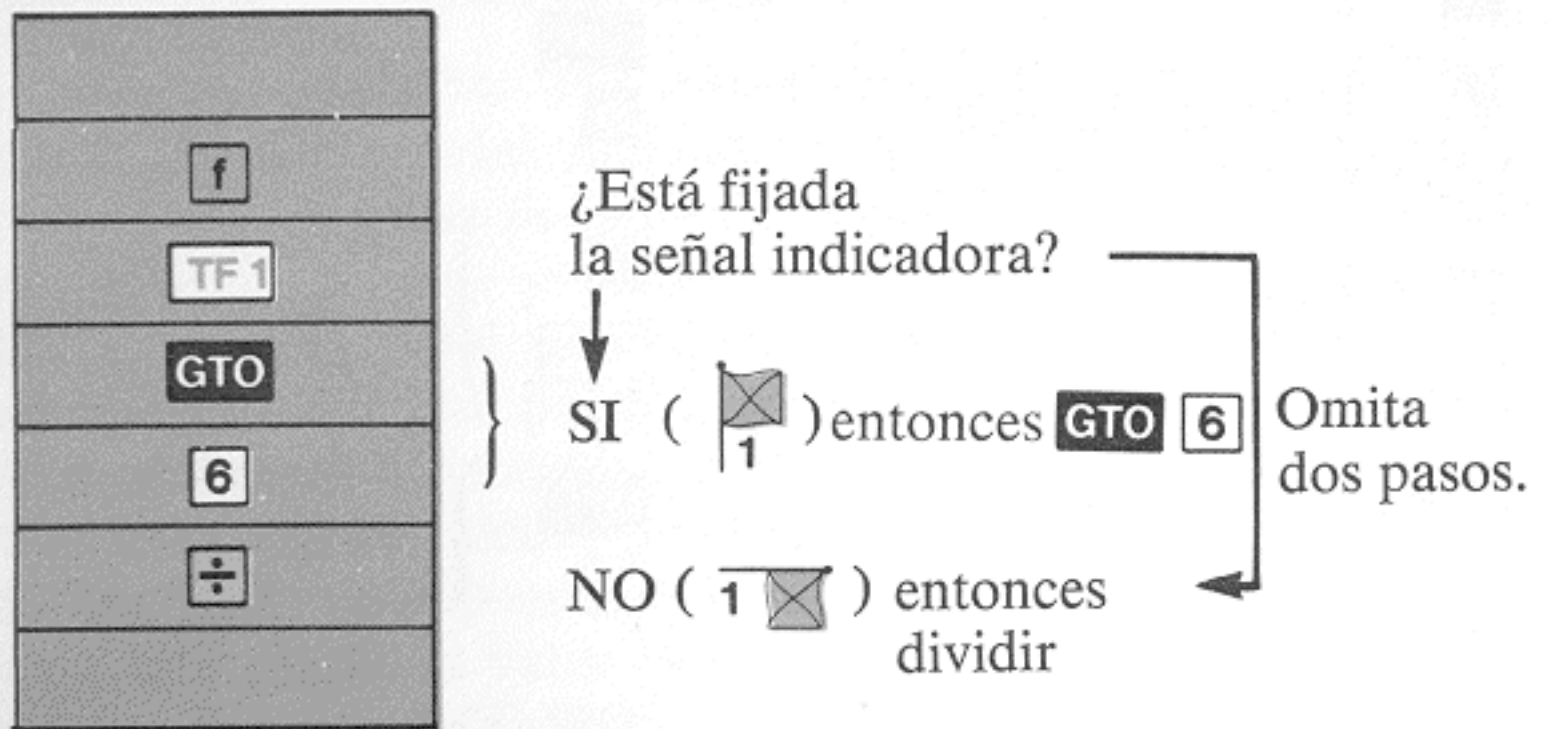 f
TF 1
GTO
6
÷
¿Está fijada
la señal indicadora?
SI ( 1 ) entonces GTO 6
NO ( 1 ) entonces
dividir
Omita
dos pasos.